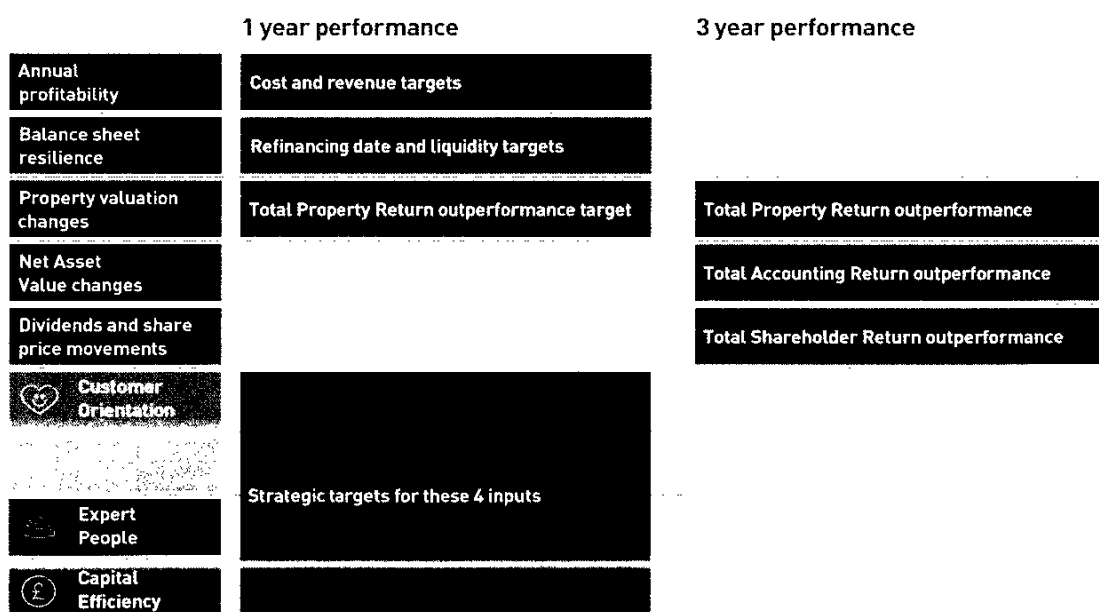 1 year performance
3 year performance
Annual
profitability
Cost and revenue targets
Balance sheet
resilience
Refinancing date and liquidity targets
Property valuation
changes
Total Property Return outperformance target
Total Property Return outperformance
Net Asset
Value changes
Total Accounting Return outperformance
Dividends and share
price movements
Total Shareholder Return outperformance
Customer
Orientation
Strategic targets for these 4 inputs
Expert
People
£
Capital
Efficiency